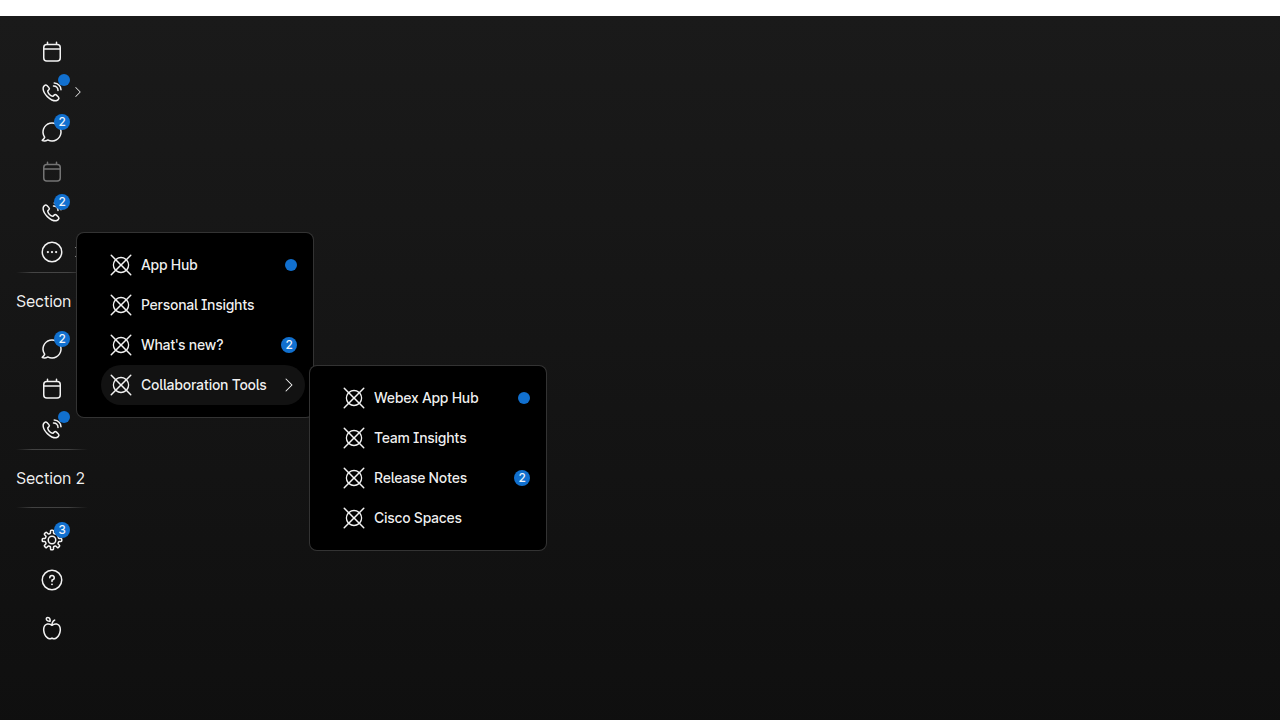 2
2
App Hub
Personal Insights
Section
2
What's new?
2
Collaboration Tools
Webex App Hub
Team Insights
Release Notes
2
Cisco Spaces
Section 2
3